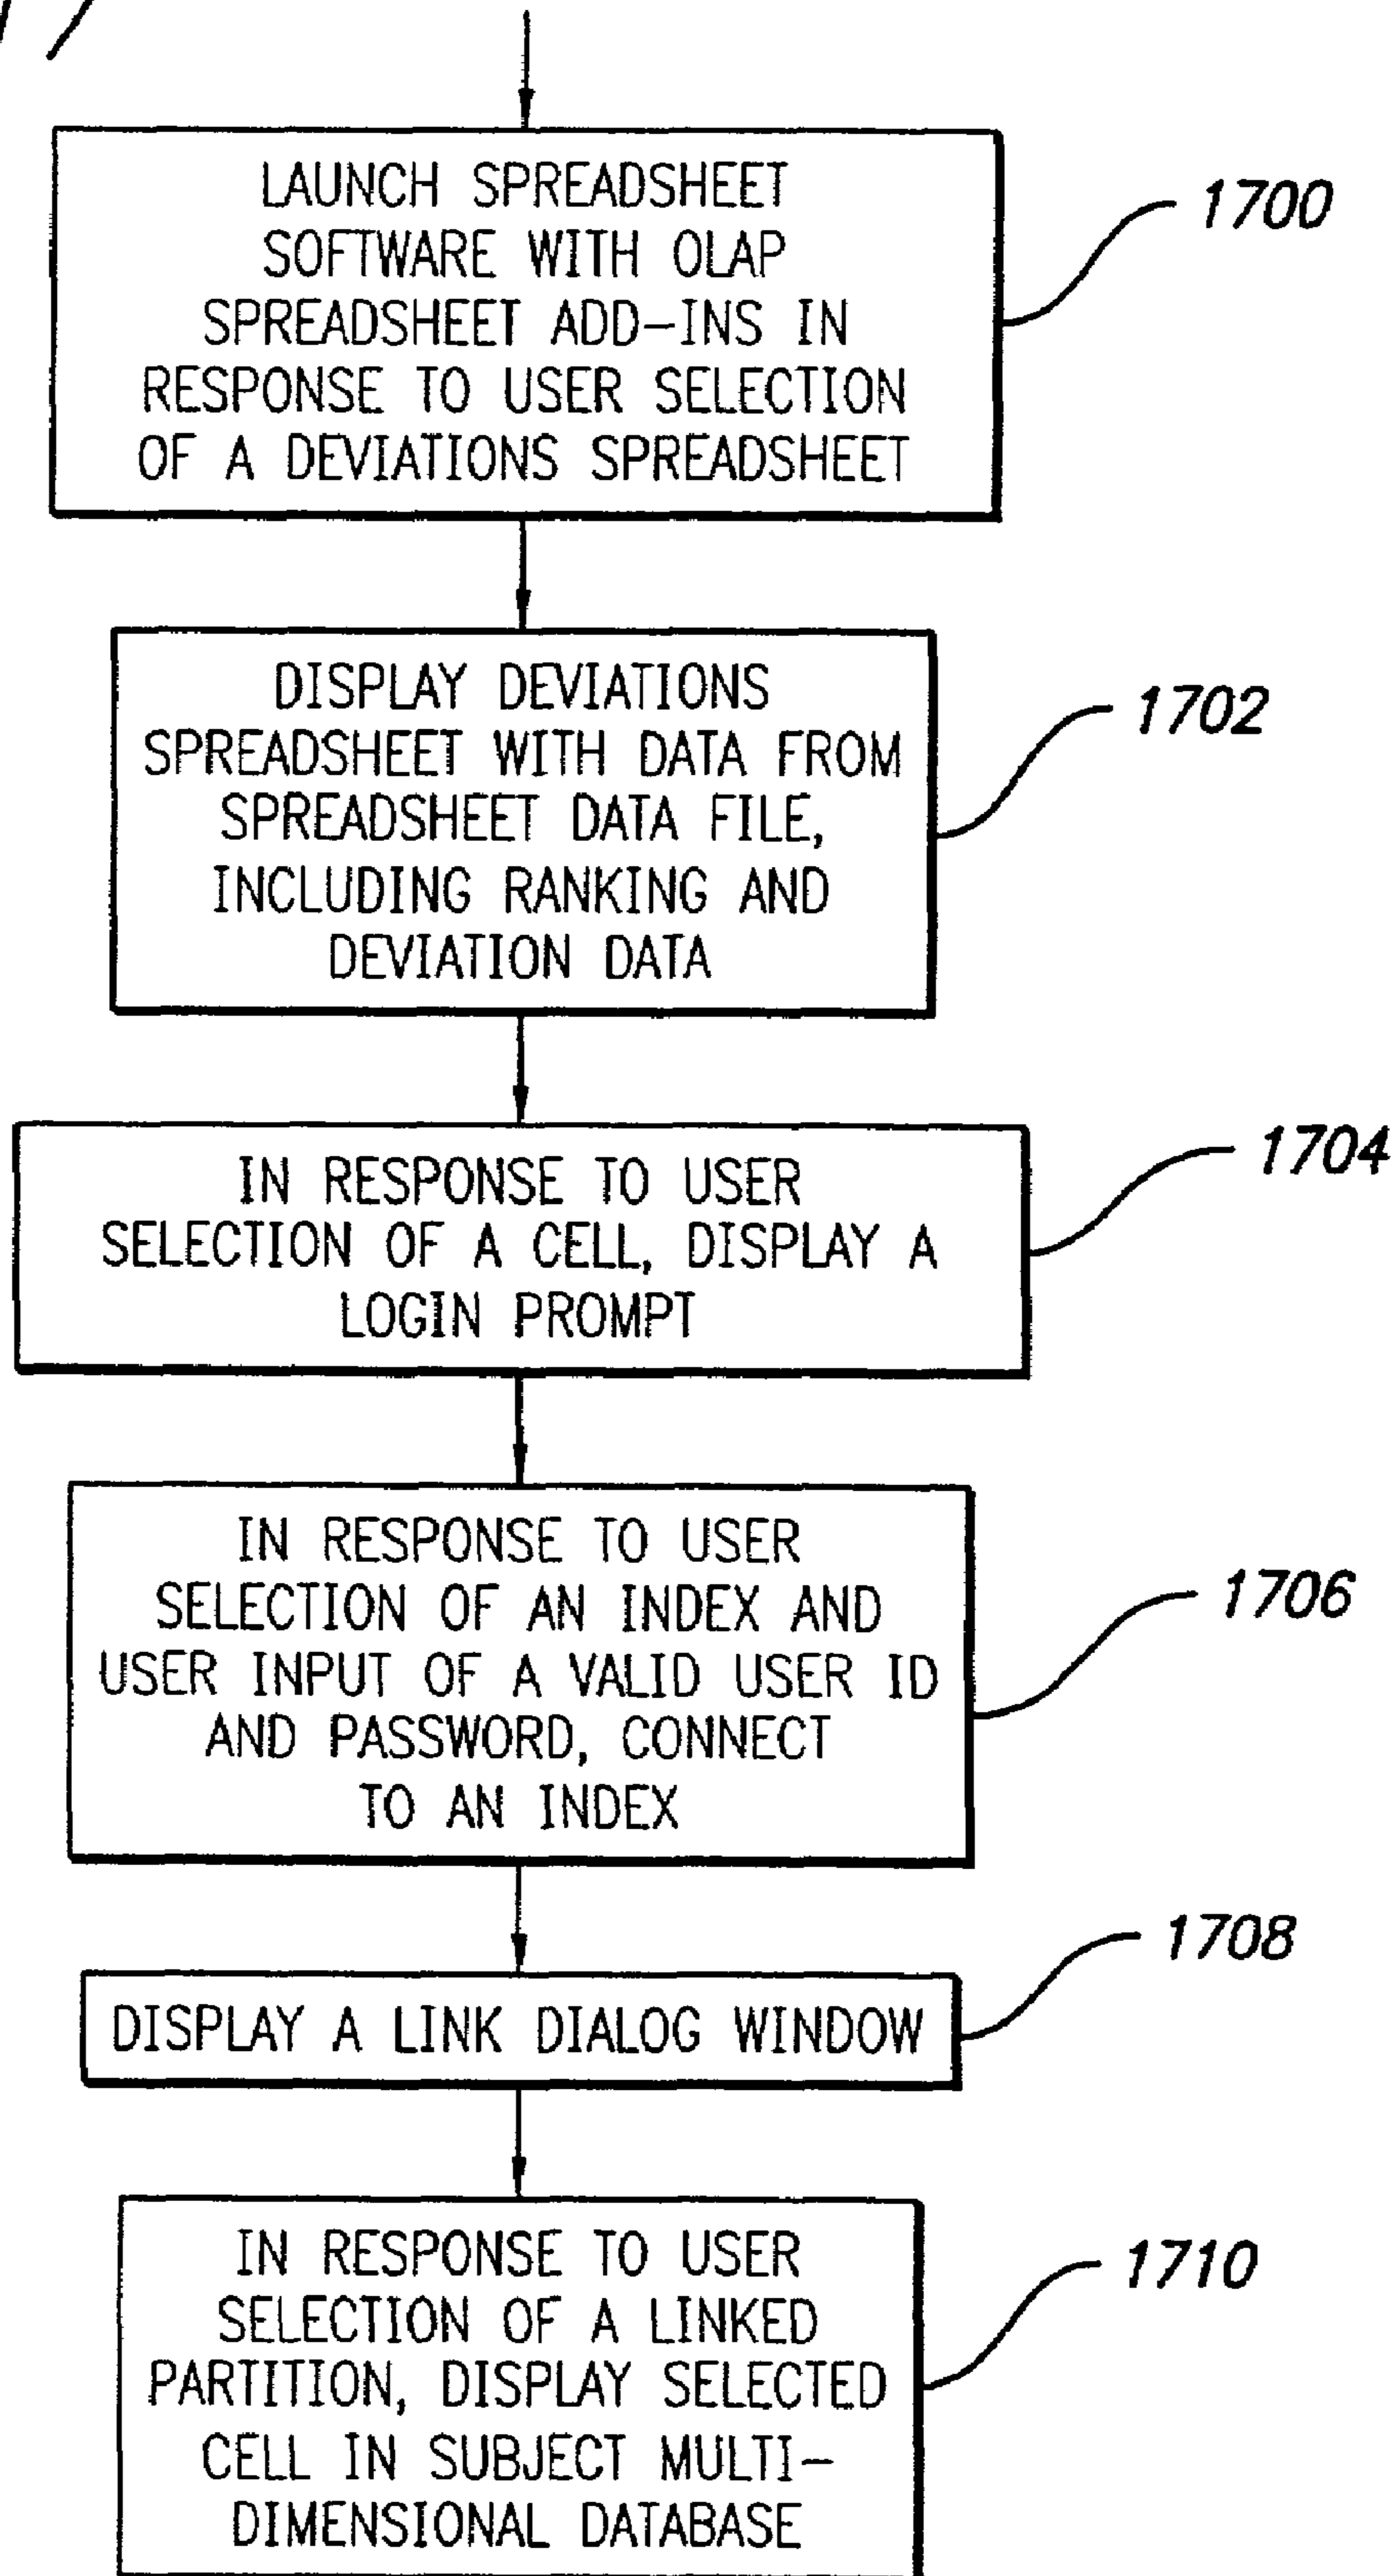 LAUNCH SPREADSHEET
SOFTWARE WITH OLAP
SPREADSHEET ADD-INS IN
RESPONSE TO USER SELECTION
OF A DEVIATIONS SPREADSHEET
1700
DISPLAY DEVIATIONS
SPREADSHEET WITH DATA FROM
SPREADSHEET DATA FILE,
INCLUDING RANKING AND
DEVIATION DATA
1702
IN RESPONSE TO USER
SELECTION OF A CELL, DISPLAY A
LOGIN PROMPT
1704
IN RESPONSE TO USER
SELECTION OF AN INDEX AND
USER INPUT OF A VALID USER ID
AND PASSWORD, CONNECT
TO AN INDEX
1706
DISPLAY A LINK DIALOG WINDOW
1708
IN RESPONSE TO USER
SELECTION OF A LINKED
PARTITION, DISPLAY SELECTED
CELL IN SUBJECT MULTI-
DIMENSIONAL DATABASE
1710